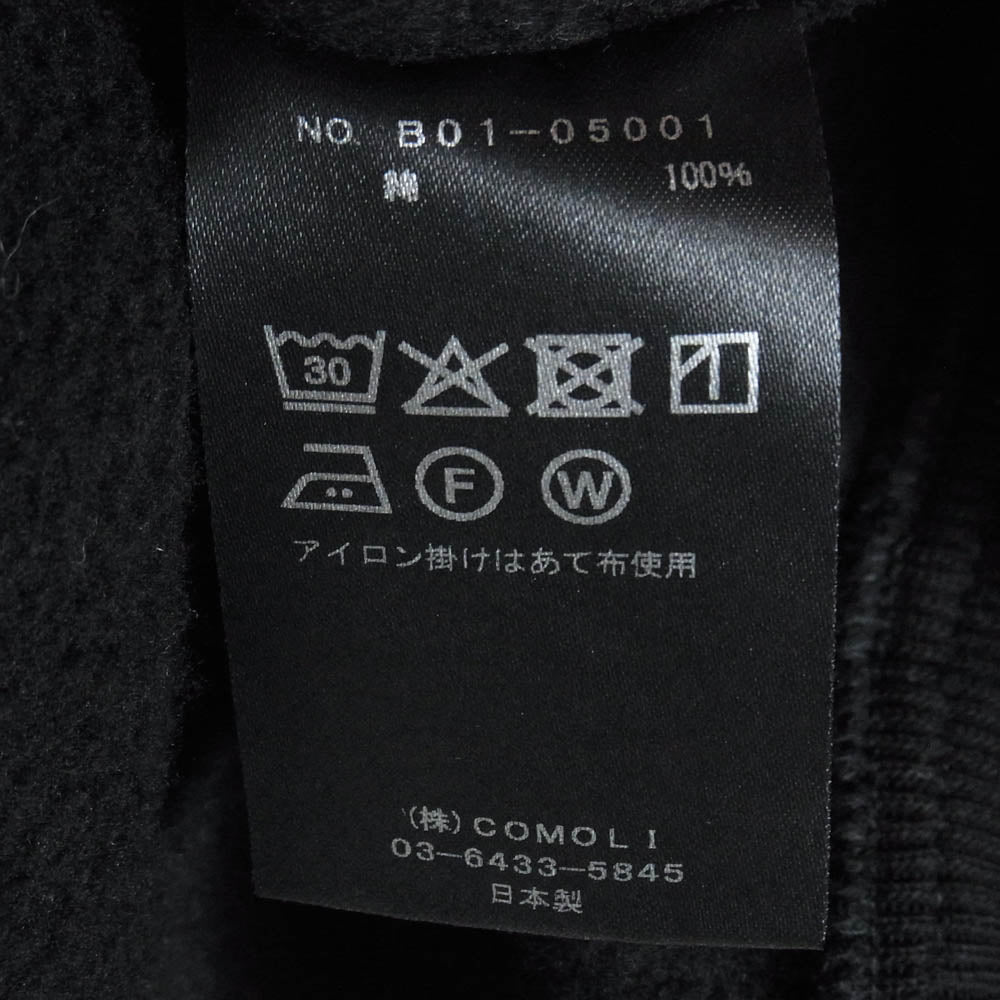 NO. B01-05001
綿 100%
30
F W
アイロン掛けはあて布使用
(株)COMOLI
03-6433-5845
日本製